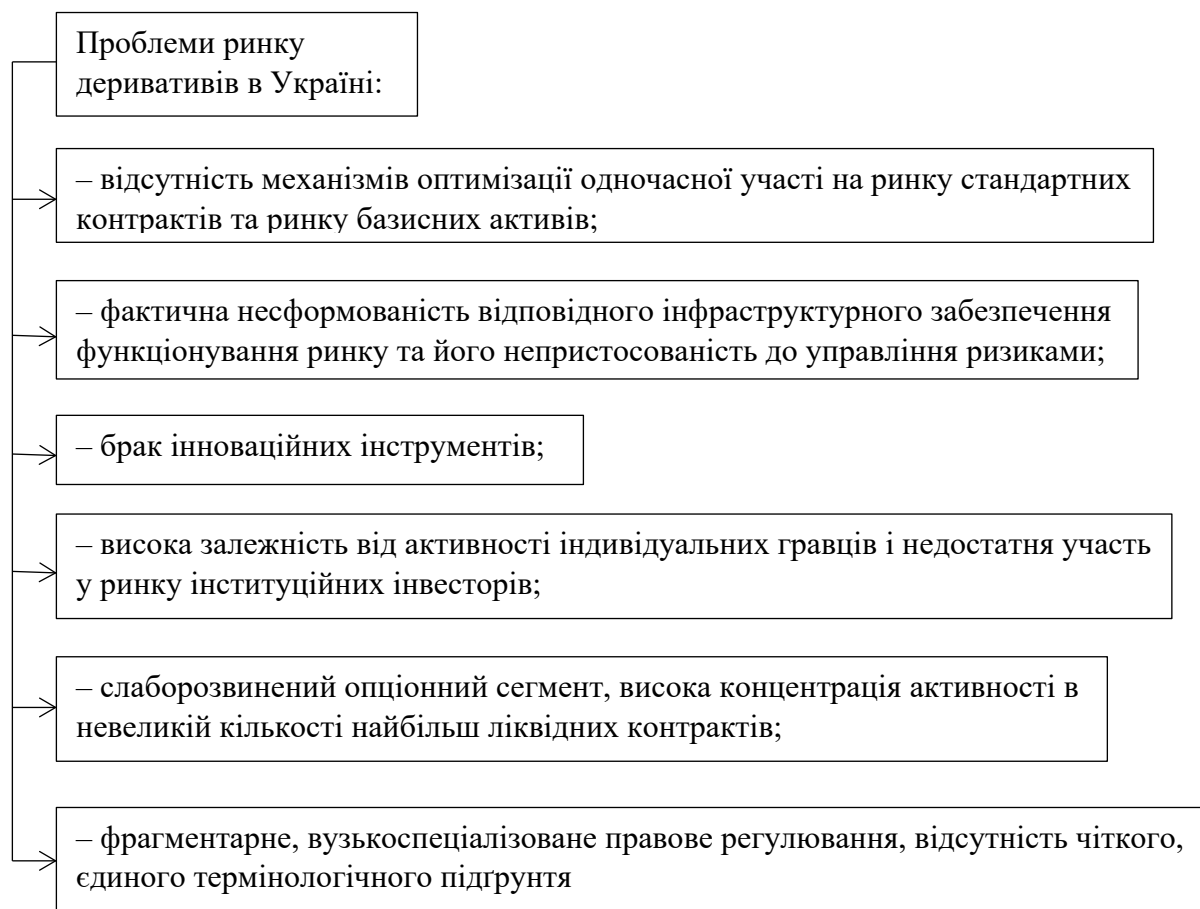 Проблеми ринку
деривативів в Україні:
– відсутність механізмів оптимізації одночасної участі на ринку стандартних
контрактів та ринку базисних активів;
– фактична несформованість відповідного інфраструктурного забезпечення
функціонування ринку та його непристосованість до управління ризиками;
– брак інноваційних інструментів;
– висока залежність від активності індивідуальних гравців і недостатня участь
у ринку інституційних інвесторів;
– слаборозвинений опціонний сегмент, висока концентрація активності в
невеликій кількості найбільш ліквідних контрактів;
– фрагментарне, вузькоспеціалізоване правове регулювання, відсутність чіткого,
єдиного термінологічного підґрунтя